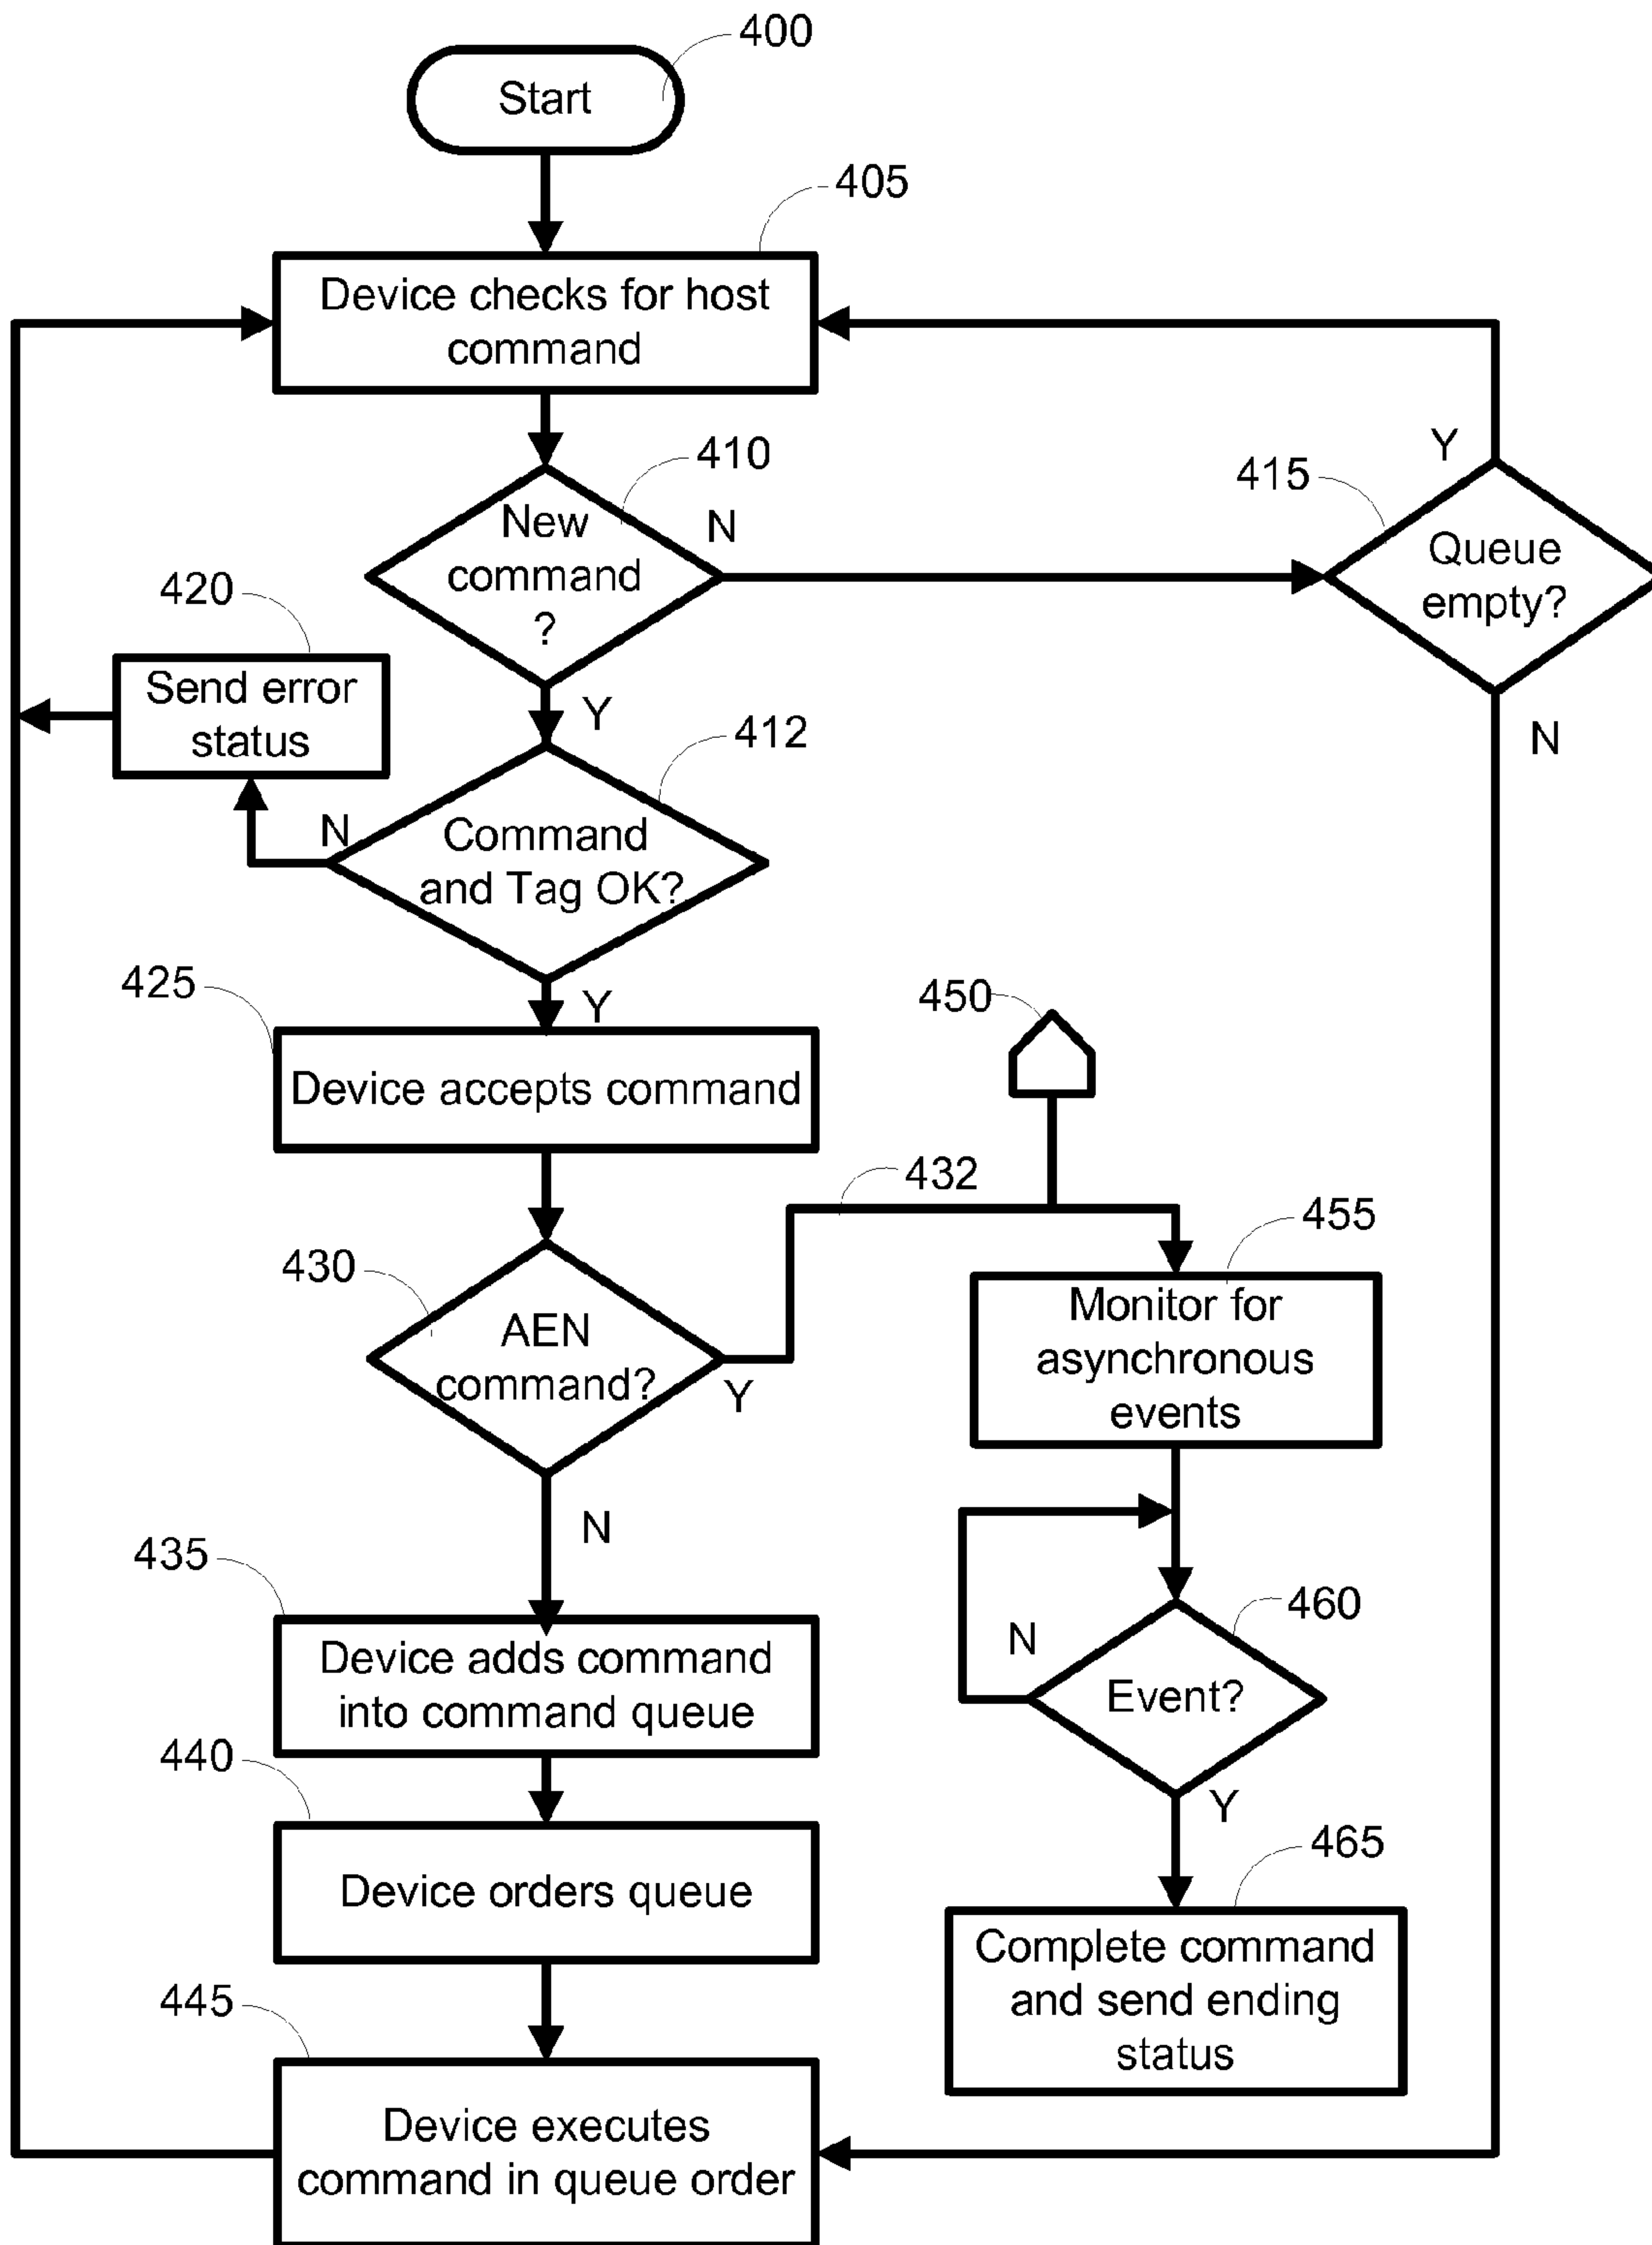 400
Start
405
Device checks for host
command
410
New
command
?
N
Y
415
Queue
empty?
Y
N
420
Send error
status
412
Command
and Tag OK?
N
Y
425
Device accepts command
450
432
430
AEN
command?
Y
N
455
Monitor for
asynchronous
events
435
Device adds command
into command queue
460
Event?
N
Y
440
Device orders queue
465
Complete command
and send ending
status
445
Device executes
command in queue order